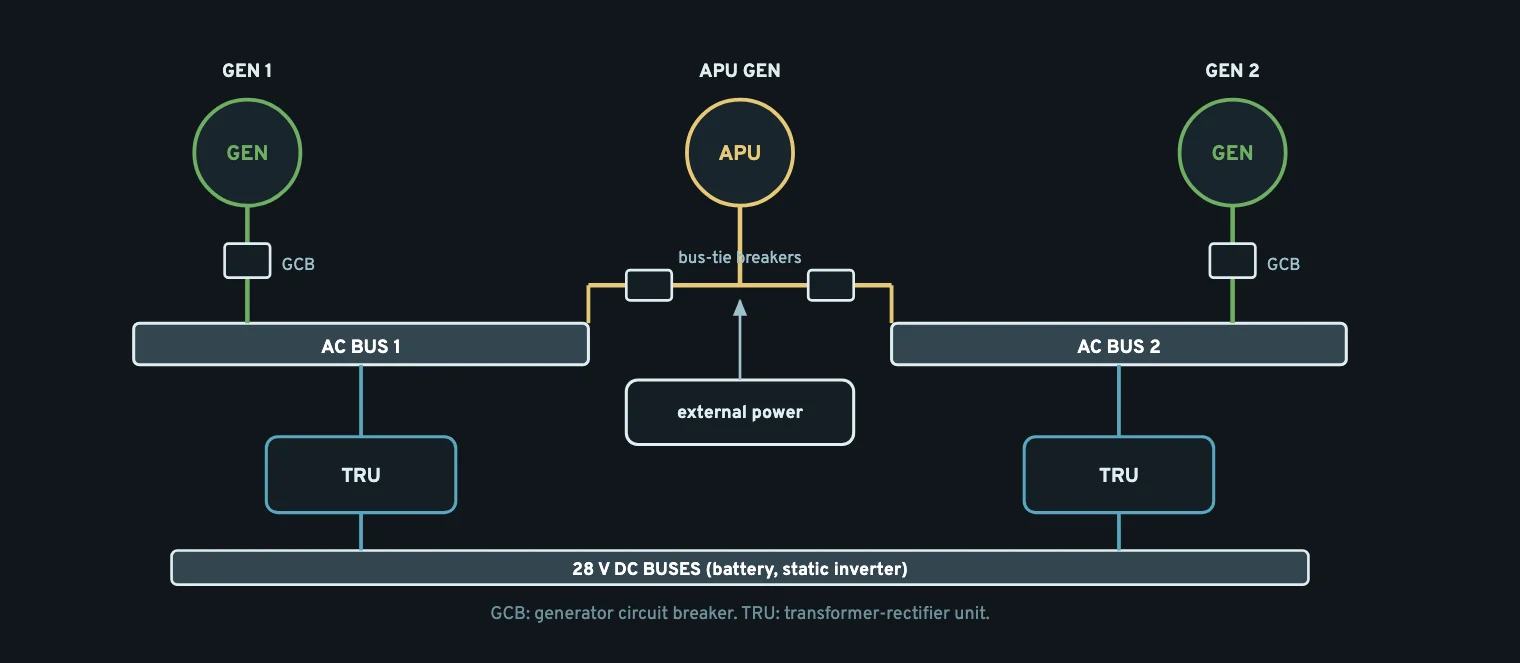 GEN 1
APU GEN
GEN 2
GEN
APU
GEN
GCB
bus-tie breakers
GCB
AC BUS 1
AC BUS 2
external power
TRU
TRU
28 V DC BUSES (battery, static inverter)
GCB: generator circuit breaker. TRU: transformer-rectifier unit.